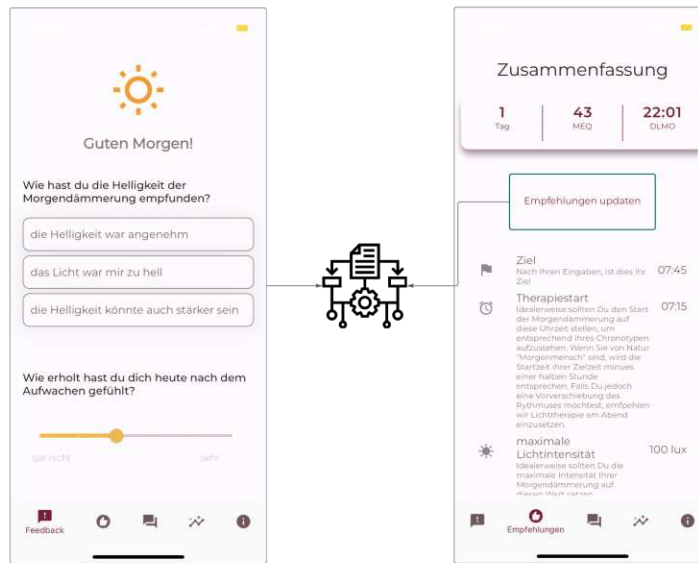 Guten Morgen!
Wie hast du die Helligkeit der
Morgendämmerung empfunden?
die Helligkeit war angenehm
das Licht war mir zu hell
die Helligkeit könnte auch stärker sein
Wie erholt hast du dich heute nach dem
Aufwachen gefühlt?
gar nicht
sehr
Feedback
Zusammenfassung
1
Tag
43
MEQ
22:01
DLMO
Empfehlungen updaten
Ziel
Nach Ihren Eingaben, ist dies Ihr
Ziel
07:45
Therapiestart
07:15
Idealerweise sollten Du den Start
der Morgendämmerung auf
diese Uhrzeit stellen, um
entsprechend ihres Chronotypen
aufzustehen. Wenn Sie von Natur
"Morgenmensch" sind, wird die
Startzeit ihrer Zielzeit minues
einer halben Stunde
entsprechen. Falls Du jedoch
eine Vorverschiebung des
Rythmuses möchtest, emfpehlen
wir Lichttherapie am Abend
einzusetzen.
maximale
Lichtintensität
100 lux
Idealerweise sollten Du die
maximale Intensität Ihrer
Morgendämmerung auf
diesen Wert setzen
Empfehlungen